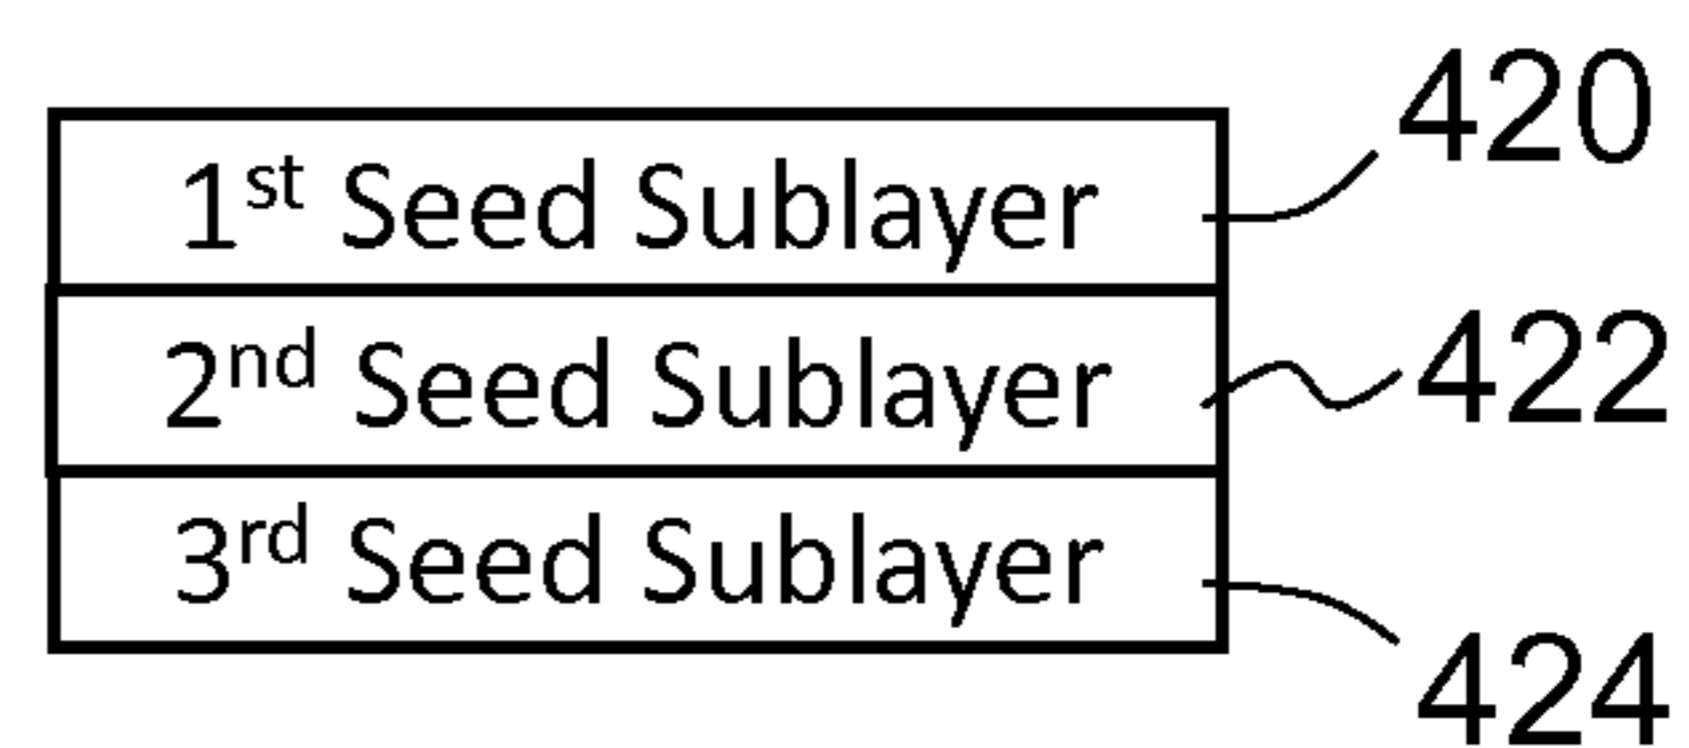 420
1st Seed Sublayer
2nd Seed Sublayer 422
3rd Seed Sublayer
424